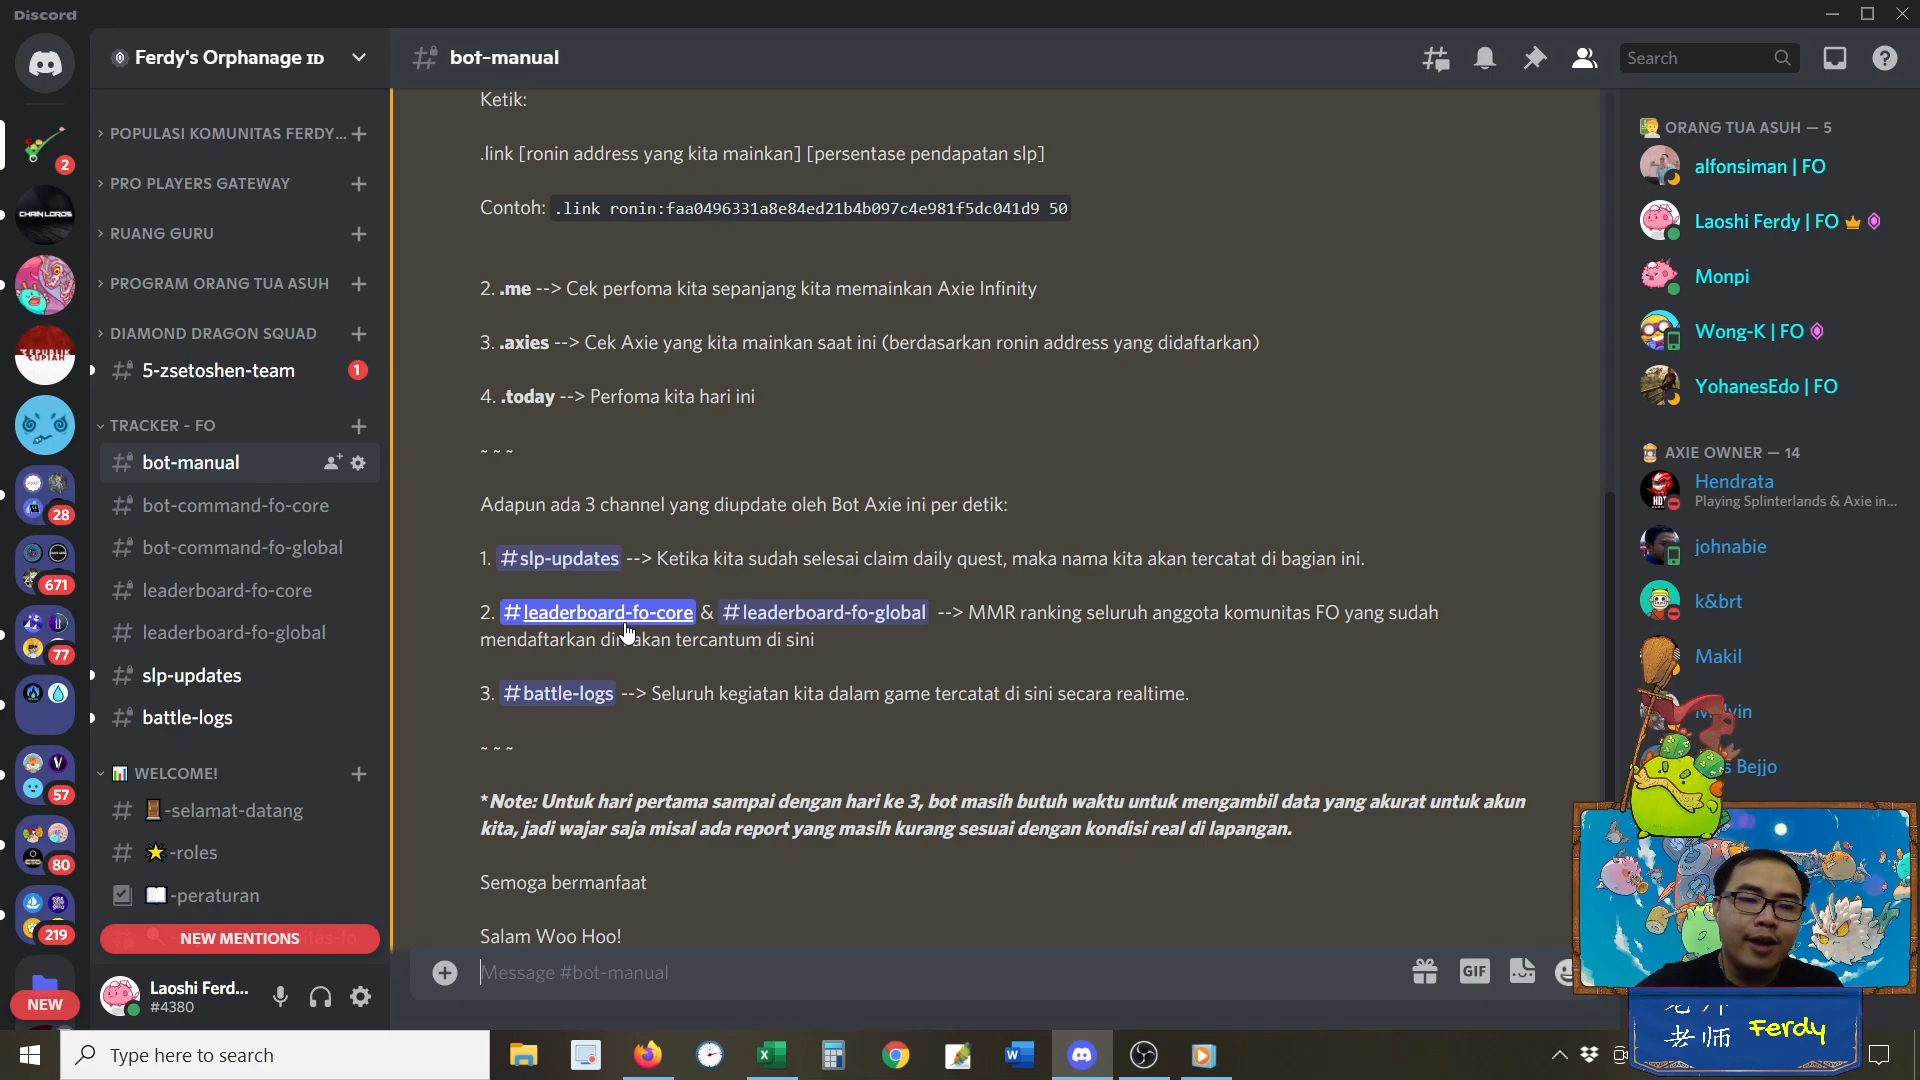 Discord
Ferdy's Orphanage ID
bot-manual
Search
POPULASI KOMUNITAS FERDY...
PRO PLAYERS GATEWAY
RUANG GURU
PROGRAM ORANG TUA ASUH
DIAMOND DRAGON SQUAD
5-zsetoshen-team
1
TRACKER - FO
bot-manual
bot-command-fo-core
bot-command-fo-global
leaderboard-fo-core
leaderboard-fo-global
slp-updates
battle-logs
WELCOME!
-selamat-datang
-roles
-peraturan
NEW MENTIONS
Laoshi Ferd...
#4380
2
CHAIN LORDS
REPUBLIK RUPIAH
28
671
77
57
80
219
NEW
Ketik:
.link [ronin address yang kita mainkan] [persentase pendapatan slp]
Contoh: .link ronin:faa0496331a8e84ed21b4b097c4e981f5dc041d9 50
2. .me --> Cek perfoma kita sepanjang kita memainkan Axie Infinity
3. .axies --> Cek Axie yang kita mainkan saat ini (berdasarkan ronin address yang didaftarkan)
4. .today --> Perfoma kita hari ini
~ ~ ~
Adapun ada 3 channel yang diupdate oleh Bot Axie ini per detik:
1. #slp-updates --> Ketika kita sudah selesai claim daily quest, maka nama kita akan tercatat di bagian ini.
2. #leaderboard-fo-core & #leaderboard-fo-global --> MMR ranking seluruh anggota komunitas FO yang sudah
mendaftarkan akan tercantum di sini
3. #battle-logs --> Seluruh kegiatan kita dalam game tercatat di sini secara realtime.
~ ~ ~
*Note: Untuk hari pertama sampai dengan hari ke 3, bot masih butuh waktu untuk mengambil data yang akurat untuk akun
kita, jadi wajar saja misal ada report yang masih kurang sesuai dengan kondisi real di lapangan.
Semoga bermanfaat
Salam Woo Hoo!
Message #bot-manual
GIF
ORANG TUA ASUH — 5
alfonsiman | FO
Laoshi Ferdy | FO
Monpi
Wong-K | FO
YohanesEdo | FO
AXIE OWNER — 14
Hendrata
Playing Splinterlands & Axie in...
johnabie
k&brt
Makil
Bejjo
老师 Ferdy
Type here to search